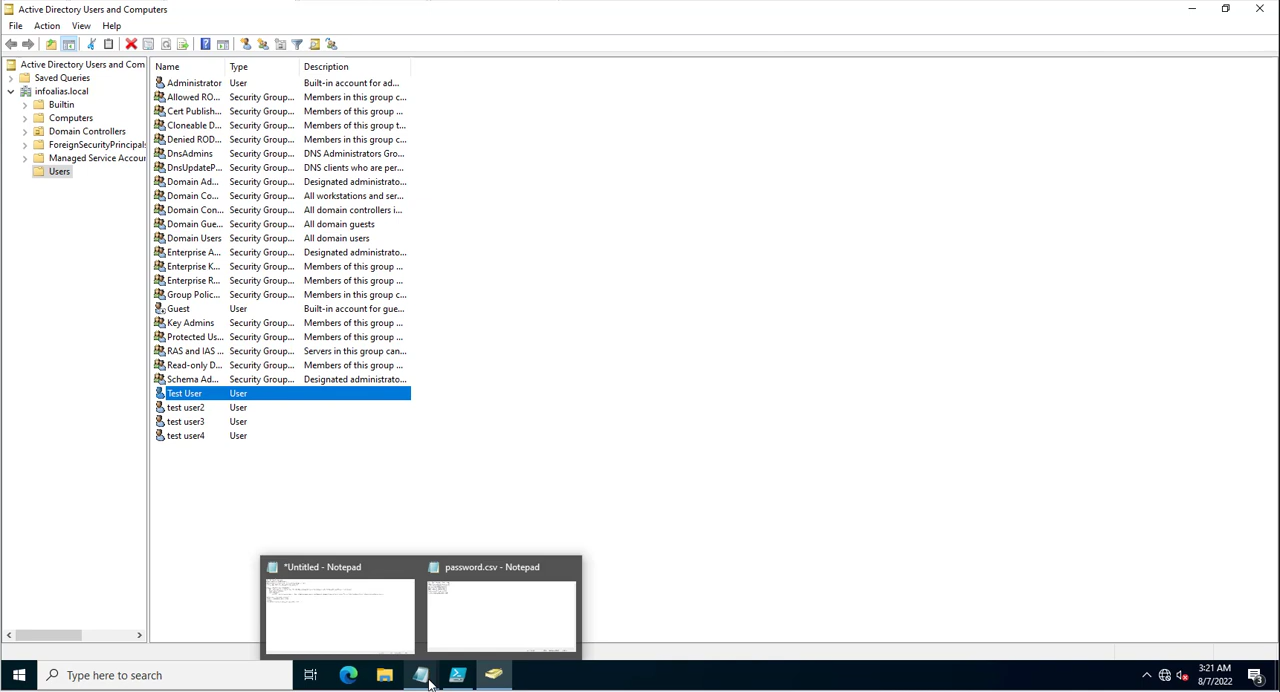 Active Directory Users and Computers
File Action View Help
Active Directory Users and Com
Saved Queries
infoalias.local
Builtin
Computers
Domain Controllers
ForeignSecurityPrincipals
Managed Service Accour
Users
Name Type Description
Administrator User Built-in account for ad...
Allowed RO... Security Group... Members in this group c...
Cert Publish... Security Group... Members of this group ...
Cloneable D... Security Group... Members of this group t...
Denied ROD... Security Group... Members in this group c...
DnsAdmins Security Group... DNS Administrators Gro...
DnsUpdateP... Security Group... DNS clients who are per...
Domain Ad... Security Group... Designated administrato...
Domain Co... Security Group... All workstations and ser...
Domain Con... Security Group... All domain controllers i...
Domain Gue... Security Group... All domain guests
Domain Users Security Group... All domain users
Enterprise A... Security Group... Designated administrato...
Enterprise K... Security Group... Members of this group ...
Enterprise R... Security Group... Members of this group ...
Group Polic... Security Group... Members in this group c...
Guest User Built-in account for gue...
Key Admins Security Group... Members of this group ...
Protected Us... Security Group... Members of this group ...
RAS and IAS ... Security Group... Servers in this group can...
Read-only D... Security Group... Members of this group ...
Schema Ad... Security Group... Designated administrato...
Test User User
test user2 User
test user3 User
test user4 User
*Untitled - Notepad password.csv - Notepad
Type here to search
3:21 AM
8/7/2022
3